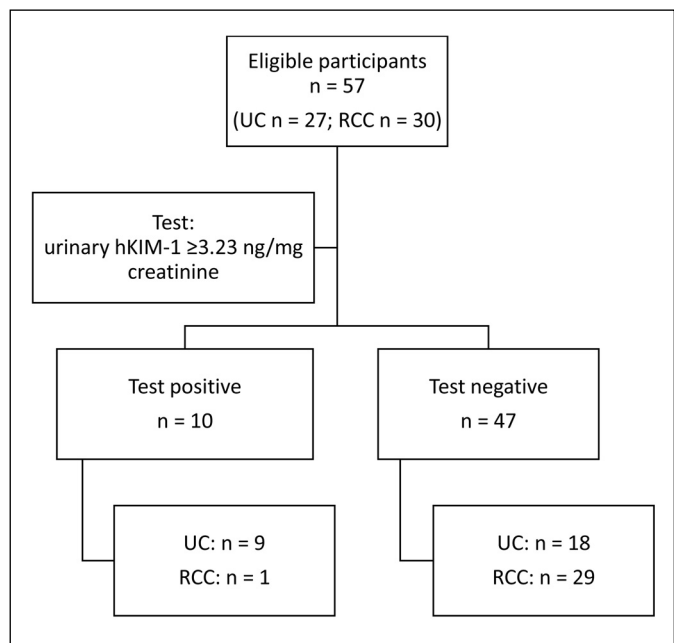 Eligible participants
n = 57
(UC n = 27; RCC n = 30)
Test:
urinary hKIM-1 ≥3.23 ng/mg
creatinine
Test positive
n = 10
Test negative
n = 47
UC: n = 9
RCC: n = 1
UC: n = 18
RCC: n = 29